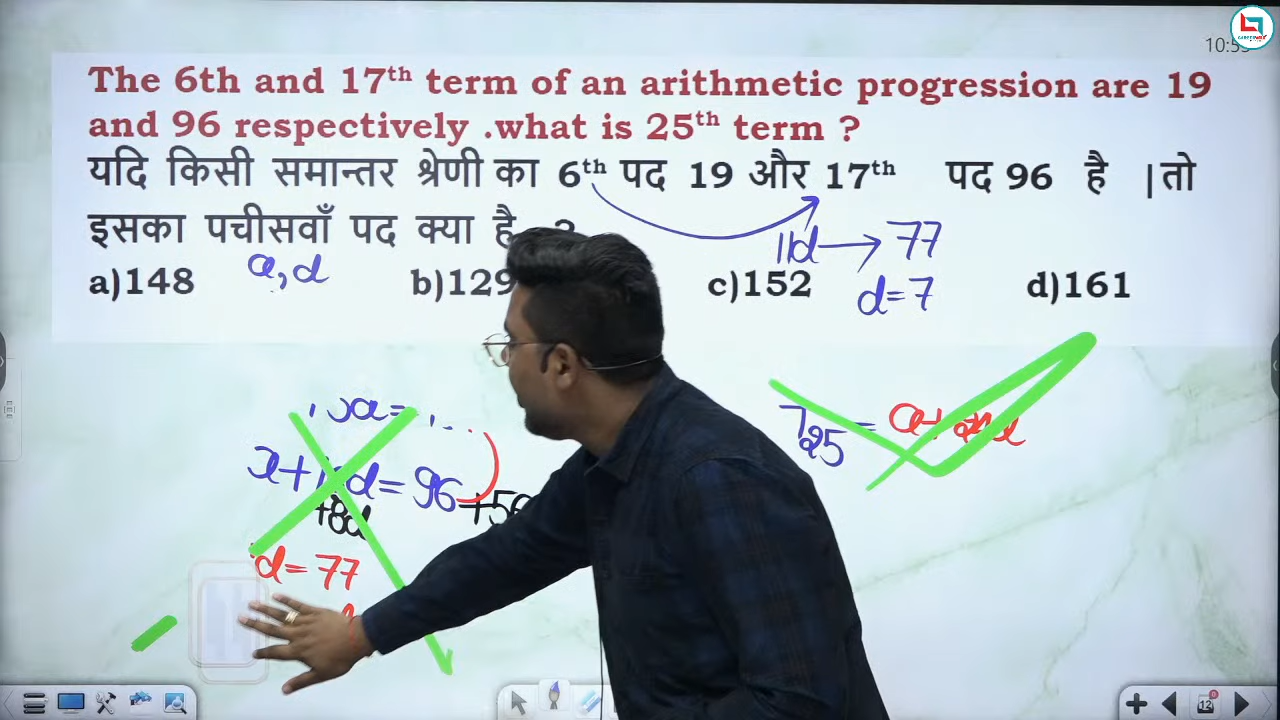 10:5
The 6th and 17th term of an arithmetic progression are 19
and 96 respectively .what is 25th term ?
यदि किसी समान्तर श्रेणी का 6th पद 19 और 17th पद 96 है |तो
इसका पचीसवाँ पद क्या है
11d → 77
a)148 b)129 c)152 d)161
a, d
d=7
T25 =
= 96 +
+8d
d=77
12